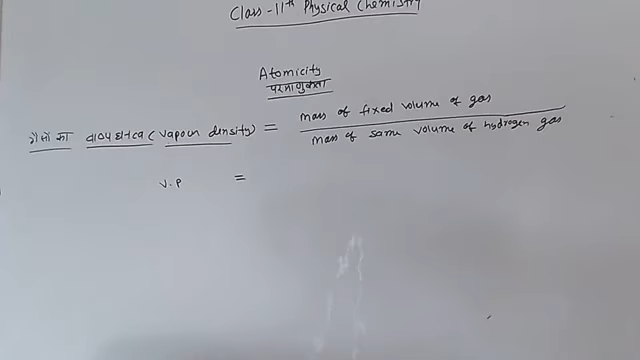 Class-11th Physical Chemistry
Atomicity
परमाणुकता
गैसों का वाष्प घनत्व (Vapour density) = mass of fixed volume of gas
mass of same volume of hydrogen gas
V.P =